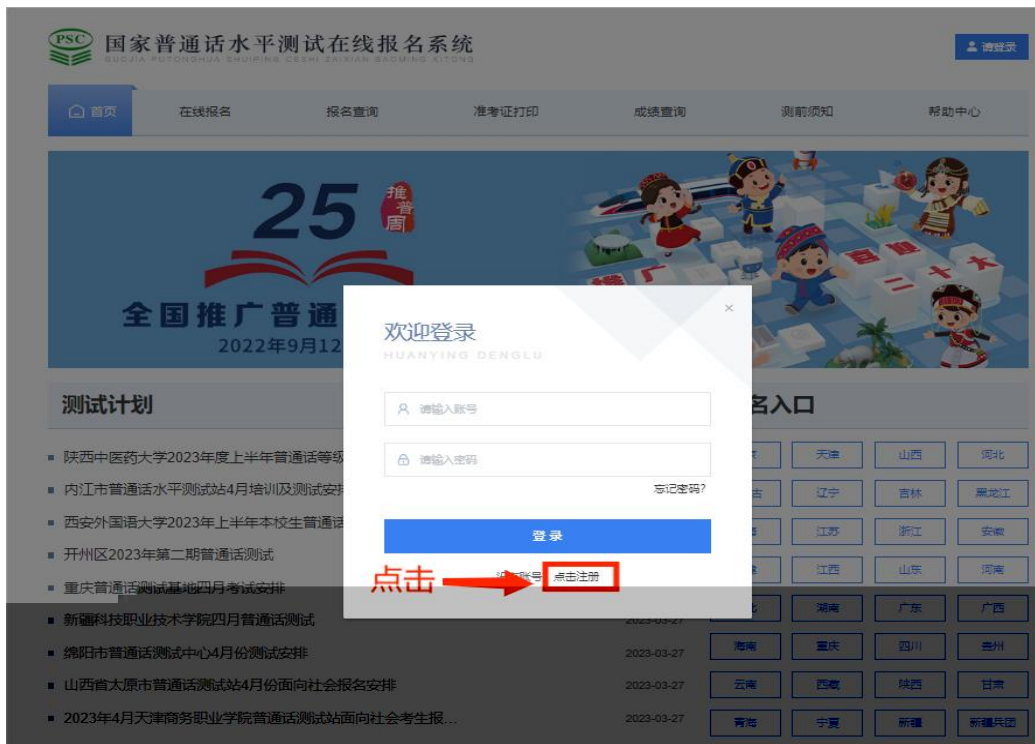 PSC
国家普通话水平测试在线报名系统
GUOJIA PUTONGHUA SHUIPING CESHI ZAIXIAN BAOMING XITONG
请登录
首页 在线报名 报名查询 准考证打印 成绩查询 测前须知 帮助中心
25 推普周
全国推广普通
2022年9月12
推广
喜迎二十大
欢迎登录 ×
HUANYING DENGLU
请输入账号
请输入密码
忘记密码?
登录
点击 点击注册
测试计划 名入口
陕西中医药大学2023年度上半年普通话等级
天津 山西 河北
内江市普通话水平测试站4月培训及测试安排
辽宁 吉林 黑龙江
西安外国语大学2023年上半年本校生普通话
江苏 浙江 安徽
开州区2023年第二期普通话测试
江西 山东 河南
重庆普通话测试基地四月考试安排
湖南 广东 广西
新疆科技职业技术学院四月普通话测试 2023-03-27
海南 重庆 四川 贵州
绵阳市普通话测试中心4月份测试安排 2023-03-27
云南 西藏 陕西 甘肃
山西省太原市普通话测试站4月份面向社会报名安排 2023-03-27
青海 宁夏 新疆 新疆兵团
2023年4月天津商务职业学院普通话测试站面向社会考生报... 2023-03-27